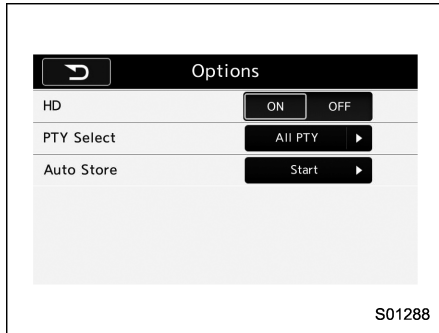 Options
HD ON OFF
PTY Select All PTY
Auto Store Start
S01288